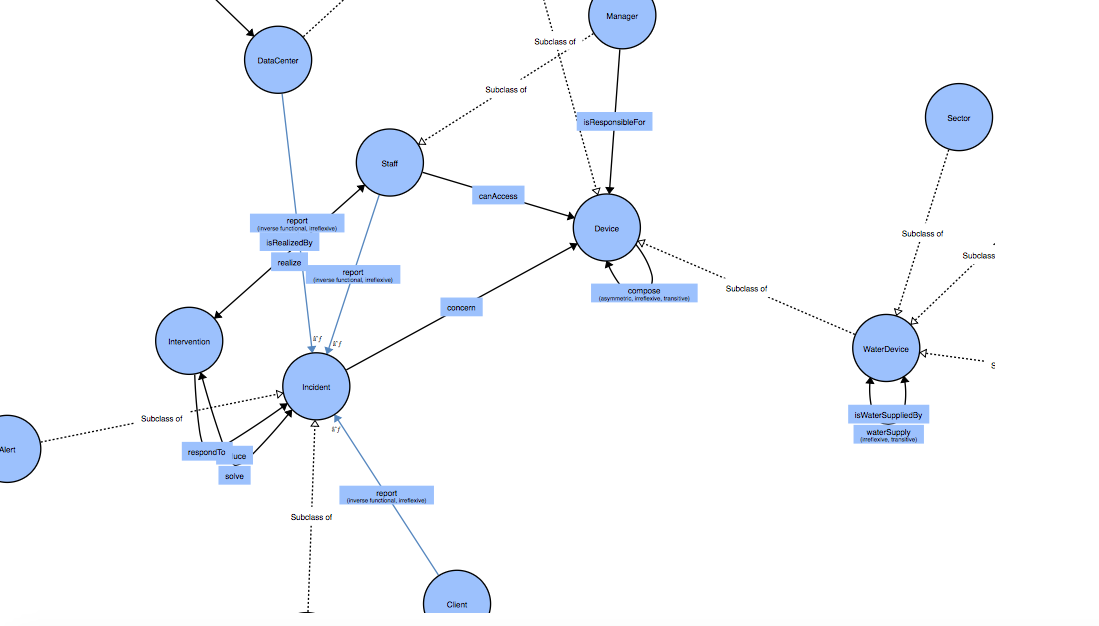 Manager
Subclass of
DataCenter
Subclass of
Sector
isResponsibleFor
Staff
canAccess
report
(inverse functional, irreflexive)
Device
Subclass of
isRealizedBy
Subclass
realize
report
(inverse functional, irreflexive)
Subclass of
compose
(asymmetric, irreflexive, transitive)
concern
Intervention
WaterDevice
Incident
isWaterSuppliedBy
Subclass of
waterSupply
(irreflexive, transitive)
Alert
respondTo
uce
solve
report
(inverse functional, irreflexive)
Subclass of
Client